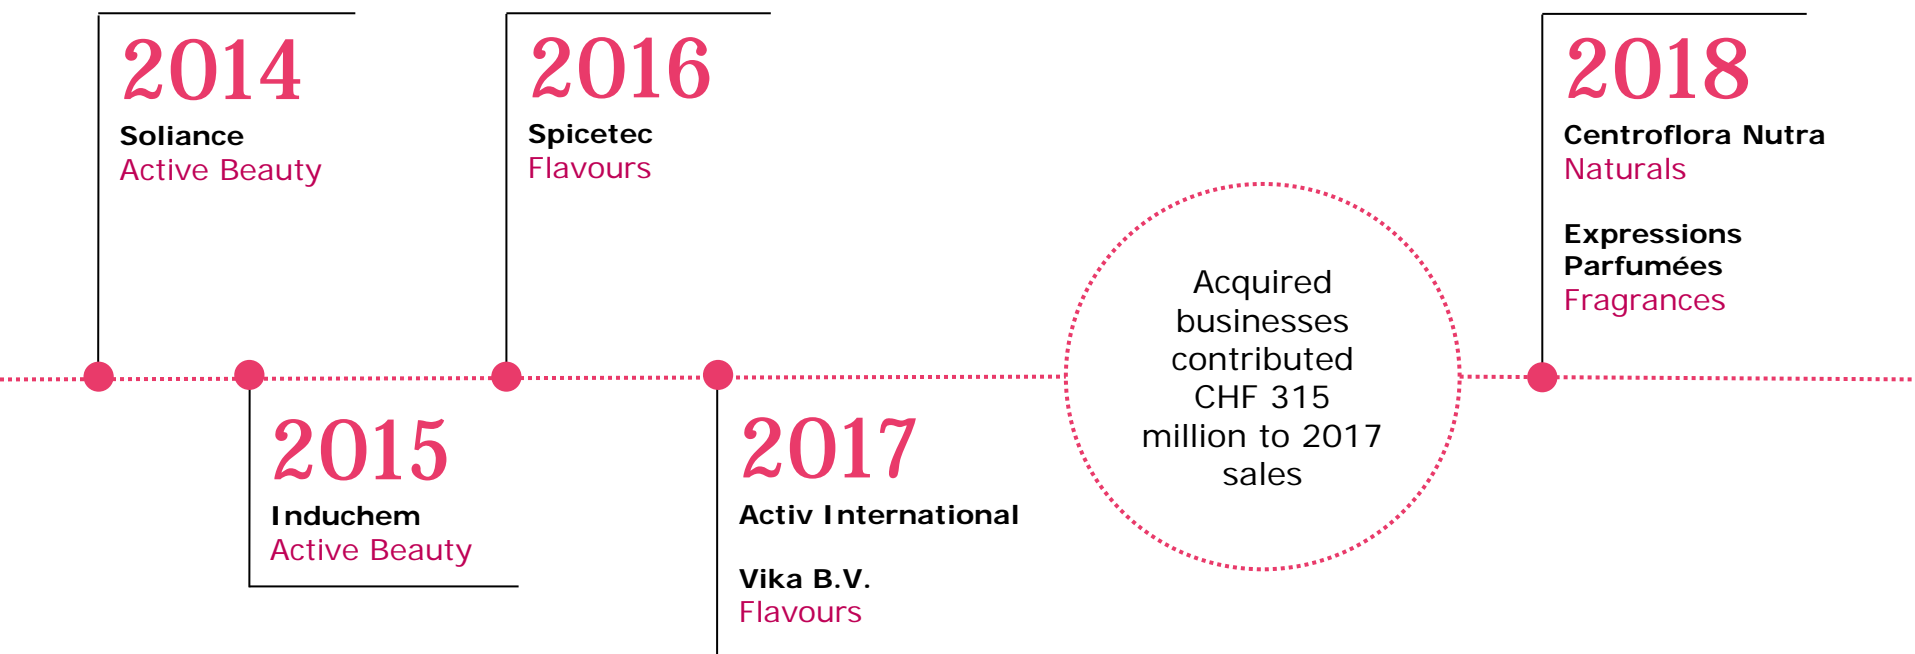 2014
Soliance
Active Beauty
2015
Induchem
Active Beauty
2016
Spicetec
Flavours
2017
Activ International
Vika B.V.
Flavours
Acquired
businesses
contributed
CHF 315
million to 2017
sales
2018
Centroflora Nutra
Naturals
Expressions
Parfumées
Fragrances